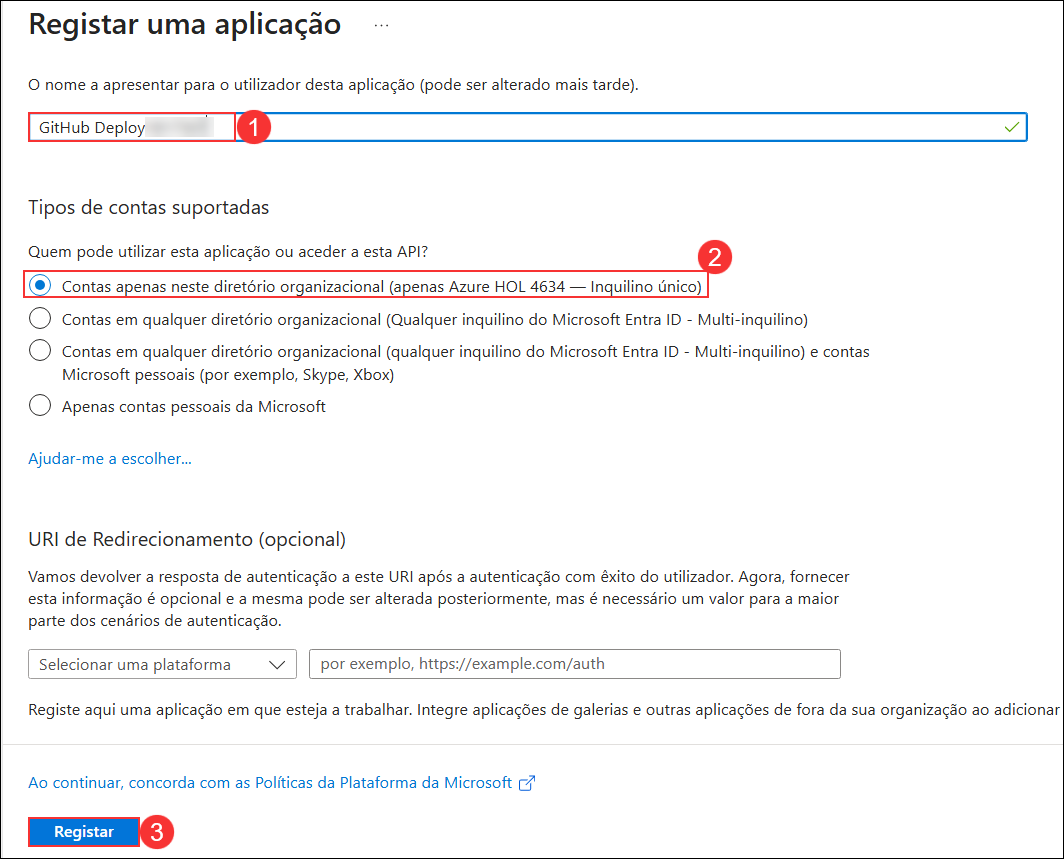 Registar uma aplicação ...
O nome a apresentar para o utilizador desta aplicação (pode ser alterado mais tarde).
GitHub Deploy
1
Tipos de contas suportadas
Quem pode utilizar esta aplicação ou aceder a esta API?
2
Contas apenas neste diretório organizacional (apenas Azure HOL 4634 — Inquilino único)
Contas em qualquer diretório organizacional (Qualquer inquilino do Microsoft Entra ID - Multi-inquilino)
Contas em qualquer diretório organizacional (qualquer inquilino do Microsoft Entra ID - Multi-inquilino) e contas
Microsoft pessoais (por exemplo, Skype, Xbox)
Apenas contas pessoais da Microsoft
Ajudar-me a escolher...
URI de Redirecionamento (opcional)
Vamos devolver a resposta de autenticação a este URI após a autenticação com êxito do utilizador. Agora, fornecer
esta informação é opcional e a mesma pode ser alterada posteriormente, mas é necessário um valor para a maior
parte dos cenários de autenticação.
Selecionar uma plataforma
por exemplo, https://example.com/auth
Registe aqui uma aplicação em que esteja a trabalhar. Integre aplicações de galerias e outras aplicações de fora da sua organização ao adicionar
Ao continuar, concorda com as Políticas da Plataforma da Microsoft
Registar
3